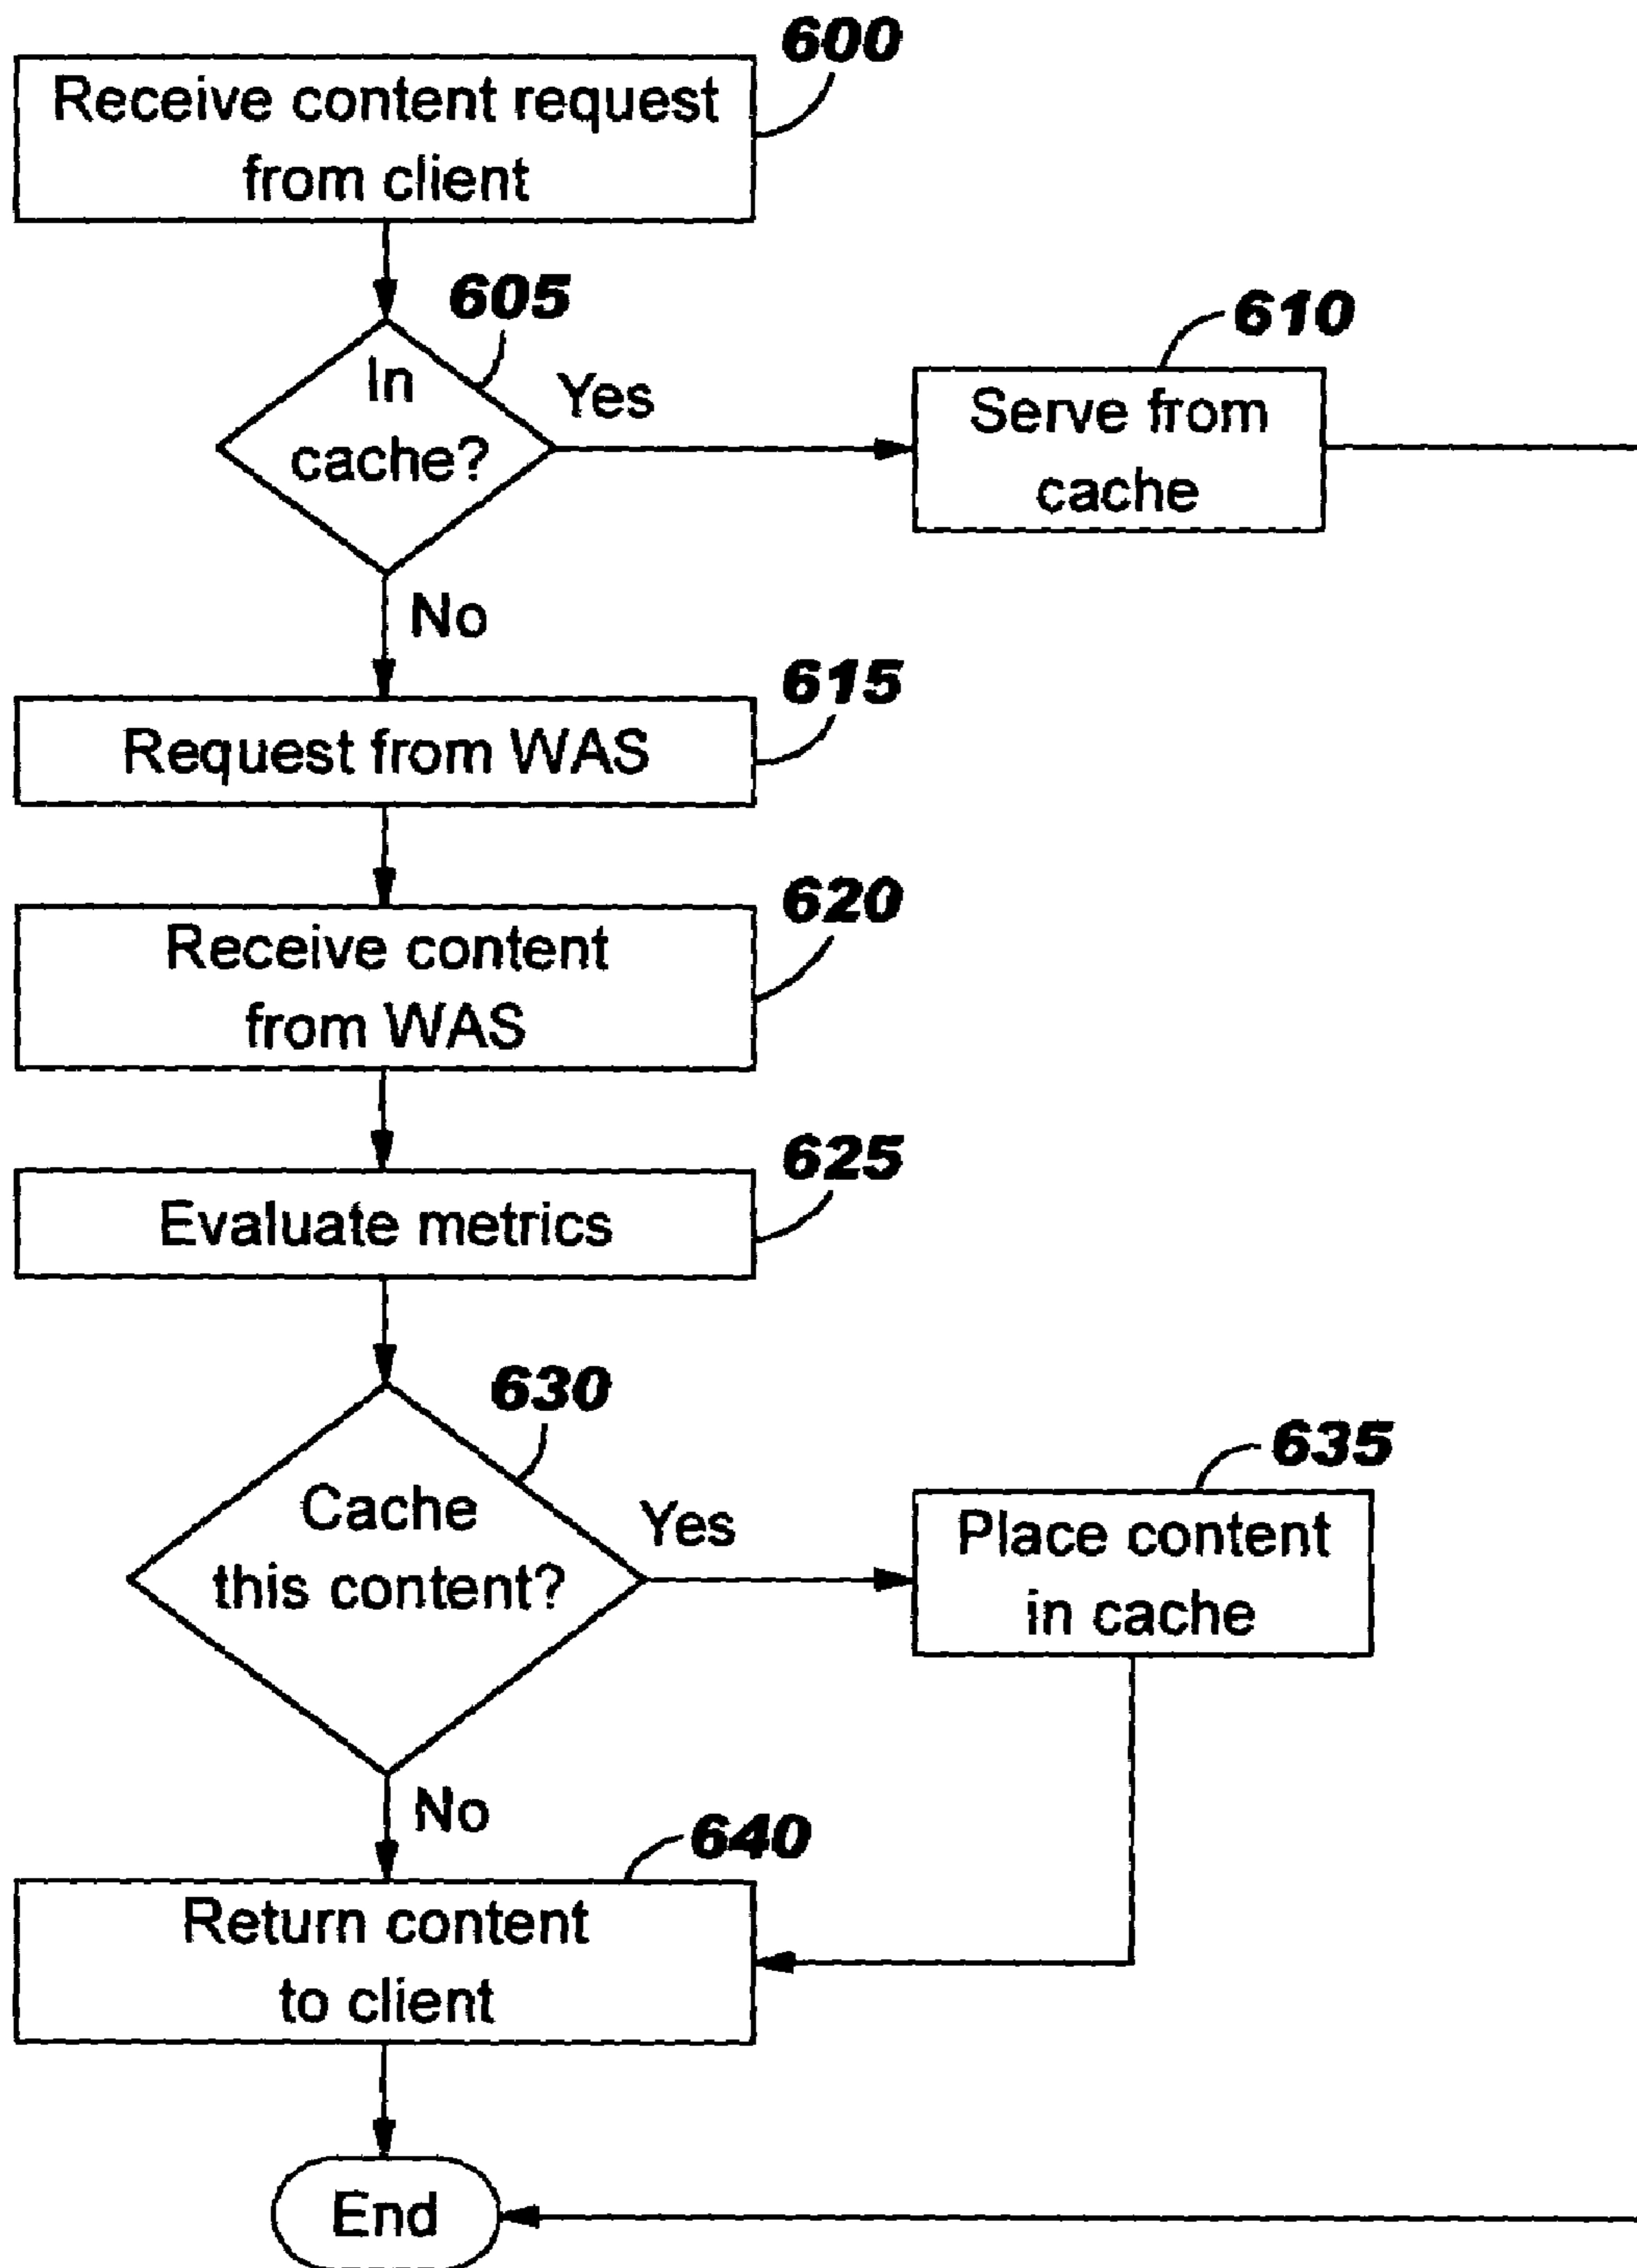 600
Receive content request
from client
605
In
cache?
Yes
610
Serve from
cache
No
615
Request from WAS
620
Receive content
from WAS
625
Evaluate metrics
630
Cache
this content?
Yes
635
Place content
in cache
No
640
Return content
to client
End